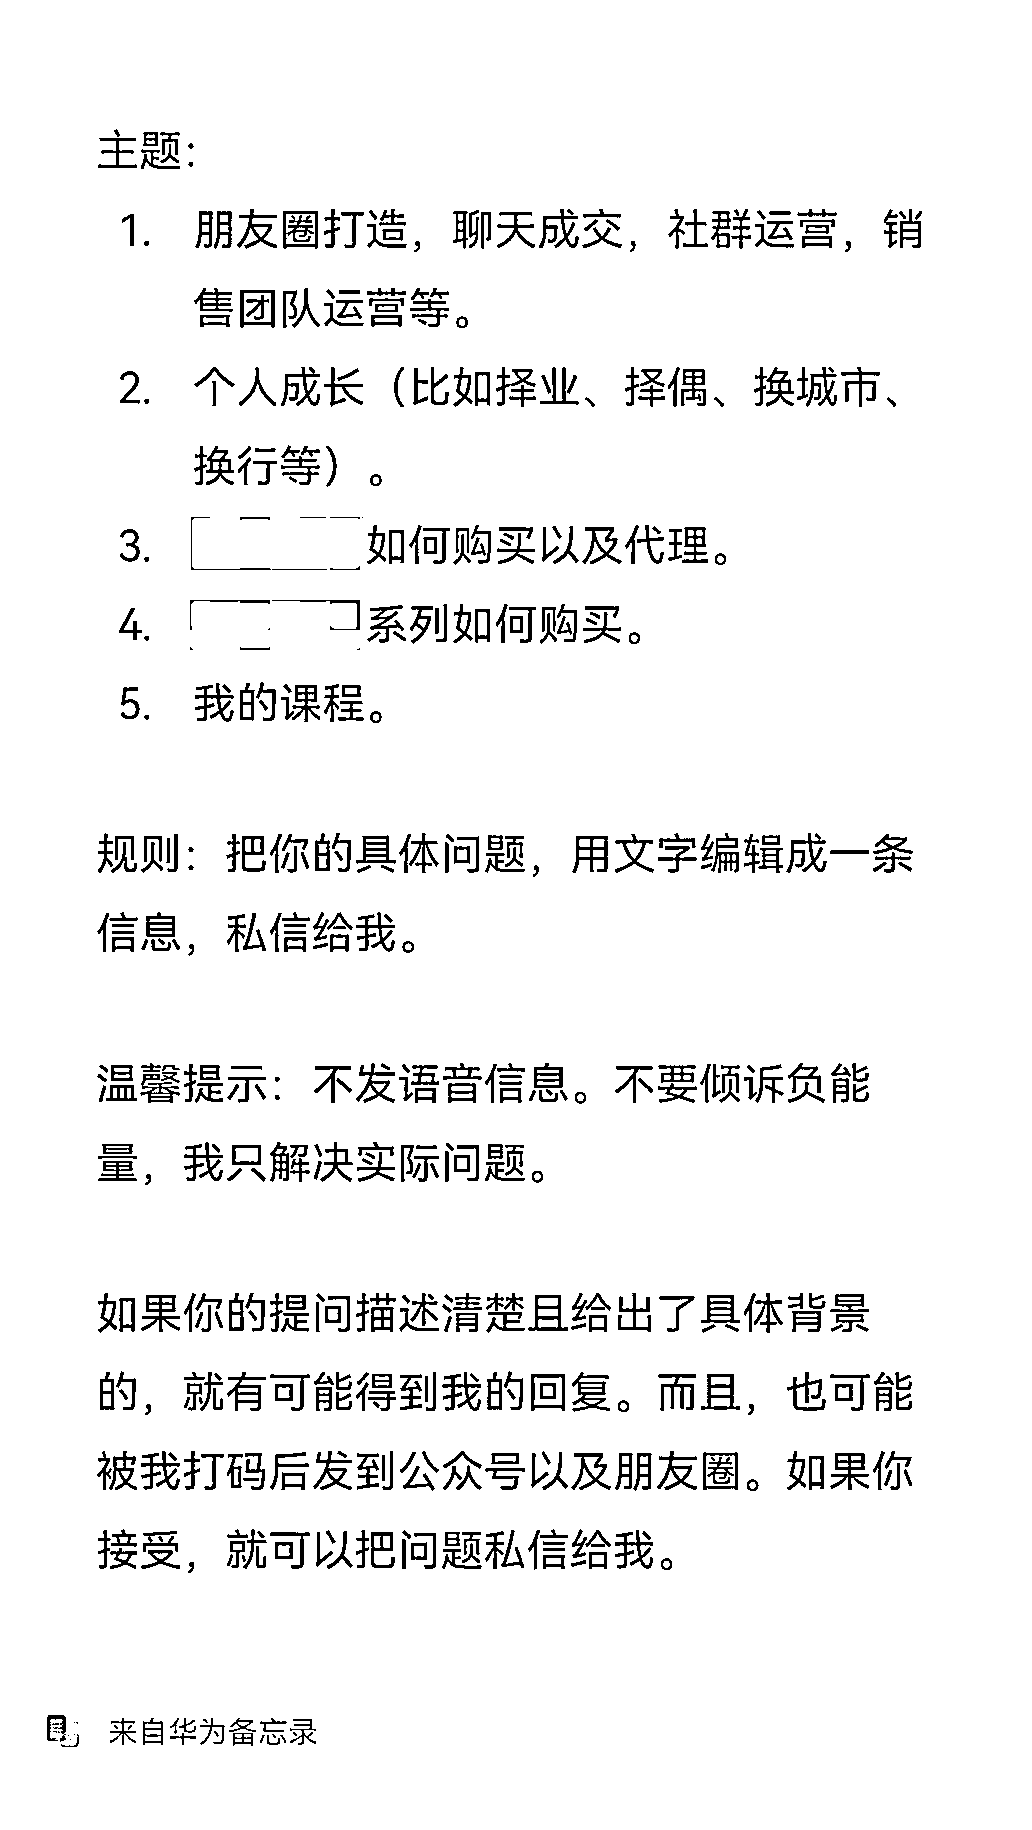 主题：
1. 朋友圈打造，聊天成交，社群运营，销
售团队运营等。
2. 个人成长（比如择业、择偶、换城市、
换行等）。
3. 如何购买以及代理。
4. 系列如何购买。
5. 我的课程。
规则：把你的具体问题，用文字编辑成一条
信息，私信给我。
温馨提示：不发语音信息。不要倾诉负能
量，我只解决实际问题。
如果你的提问描述清楚且给出了具体背景
的，就有可能得到我的回复。而且，也可能
被我打码后发到公众号以及朋友圈。如果你
接受，就可以把问题私信给我。
来自华为备忘录